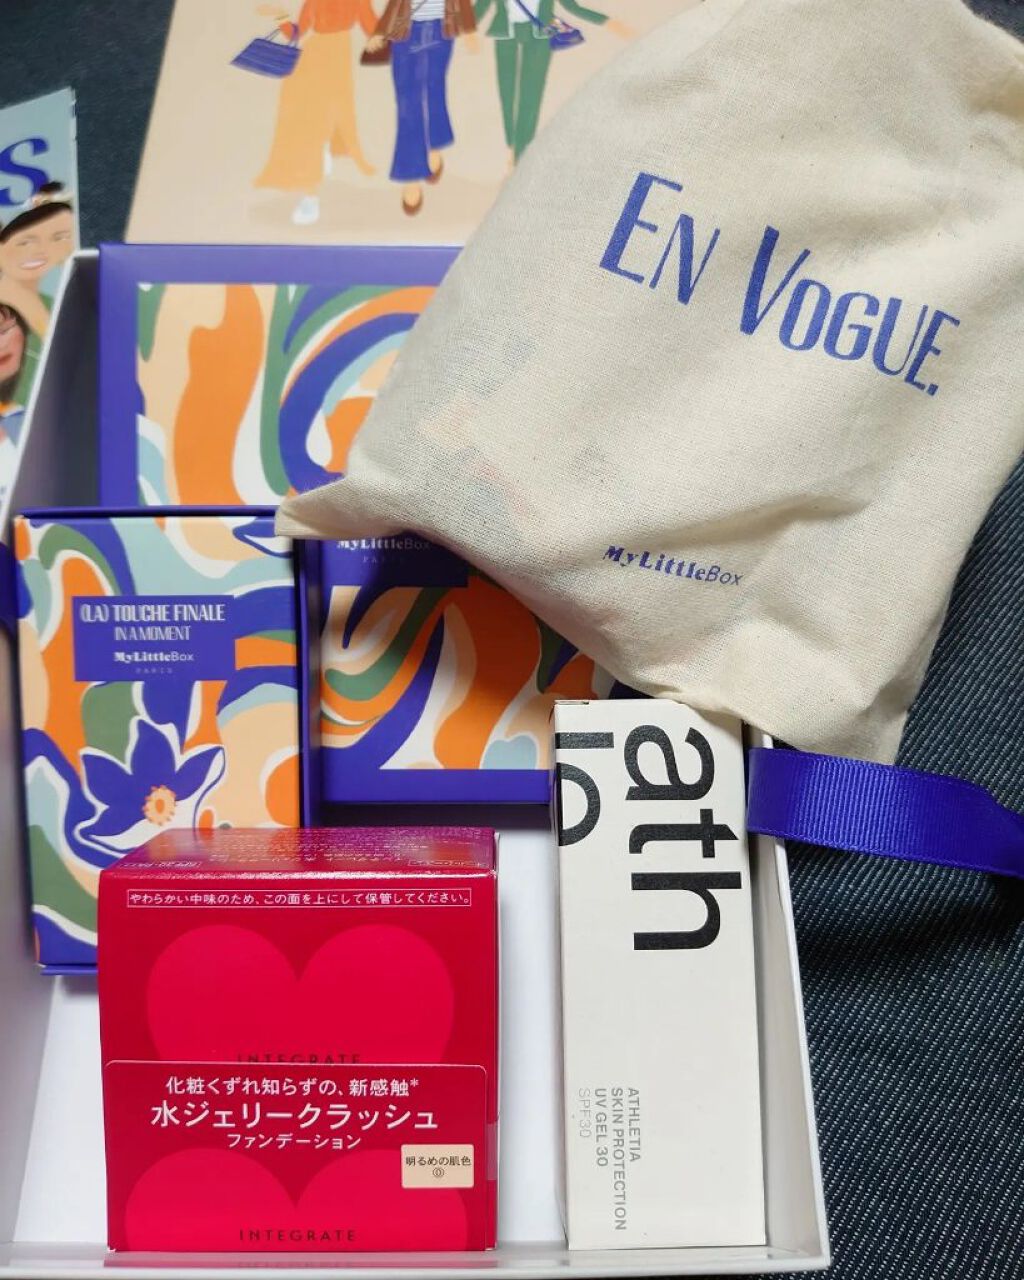 S
EN VOGUE.
MyLittleBox
MyLittleBox
PARIS
(LA) TOUCHE FINALE
IN A MOMENT
MyLittleBox
PARIS
ath
le
ATHLETIA
SKIN PROTECTION
UV GEL 30
SPF30
やわらかい中味のため、この面を上にして保管してください。
INTEGRATE
化粧くずれ知らずの、新感触*
水ジェリークラッシュ
ファンデーション
明るめの肌色
INTEGRATE